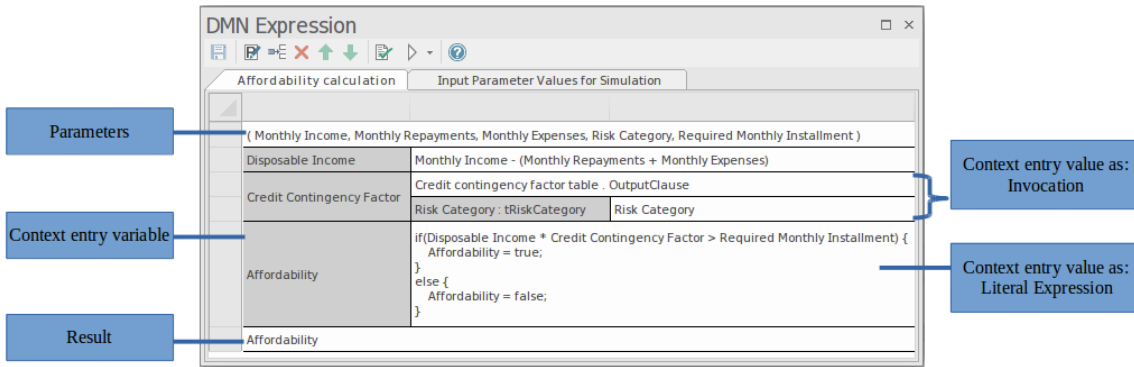 DMN Expression
Affordability calculation
Input Parameter Values for Simulation
Parameters
( Monthly Income, Monthly Repayments, Monthly Expenses, Risk Category, Required Monthly Installment )
Disposable Income
Monthly Income - (Monthly Repayments + Monthly Expenses)
Credit Contingency Factor
Credit contingency factor table . OutputClause
Risk Category : tRiskCategory
Risk Category
Context entry value as:
Invocation
Context entry variable
Affordability
if(Disposable Income * Credit Contingency Factor > Required Monthly Installment) {
Affordability = true;
}
else {
Affordability = false;
}
Context entry value as:
Literal Expression
Result
Affordability